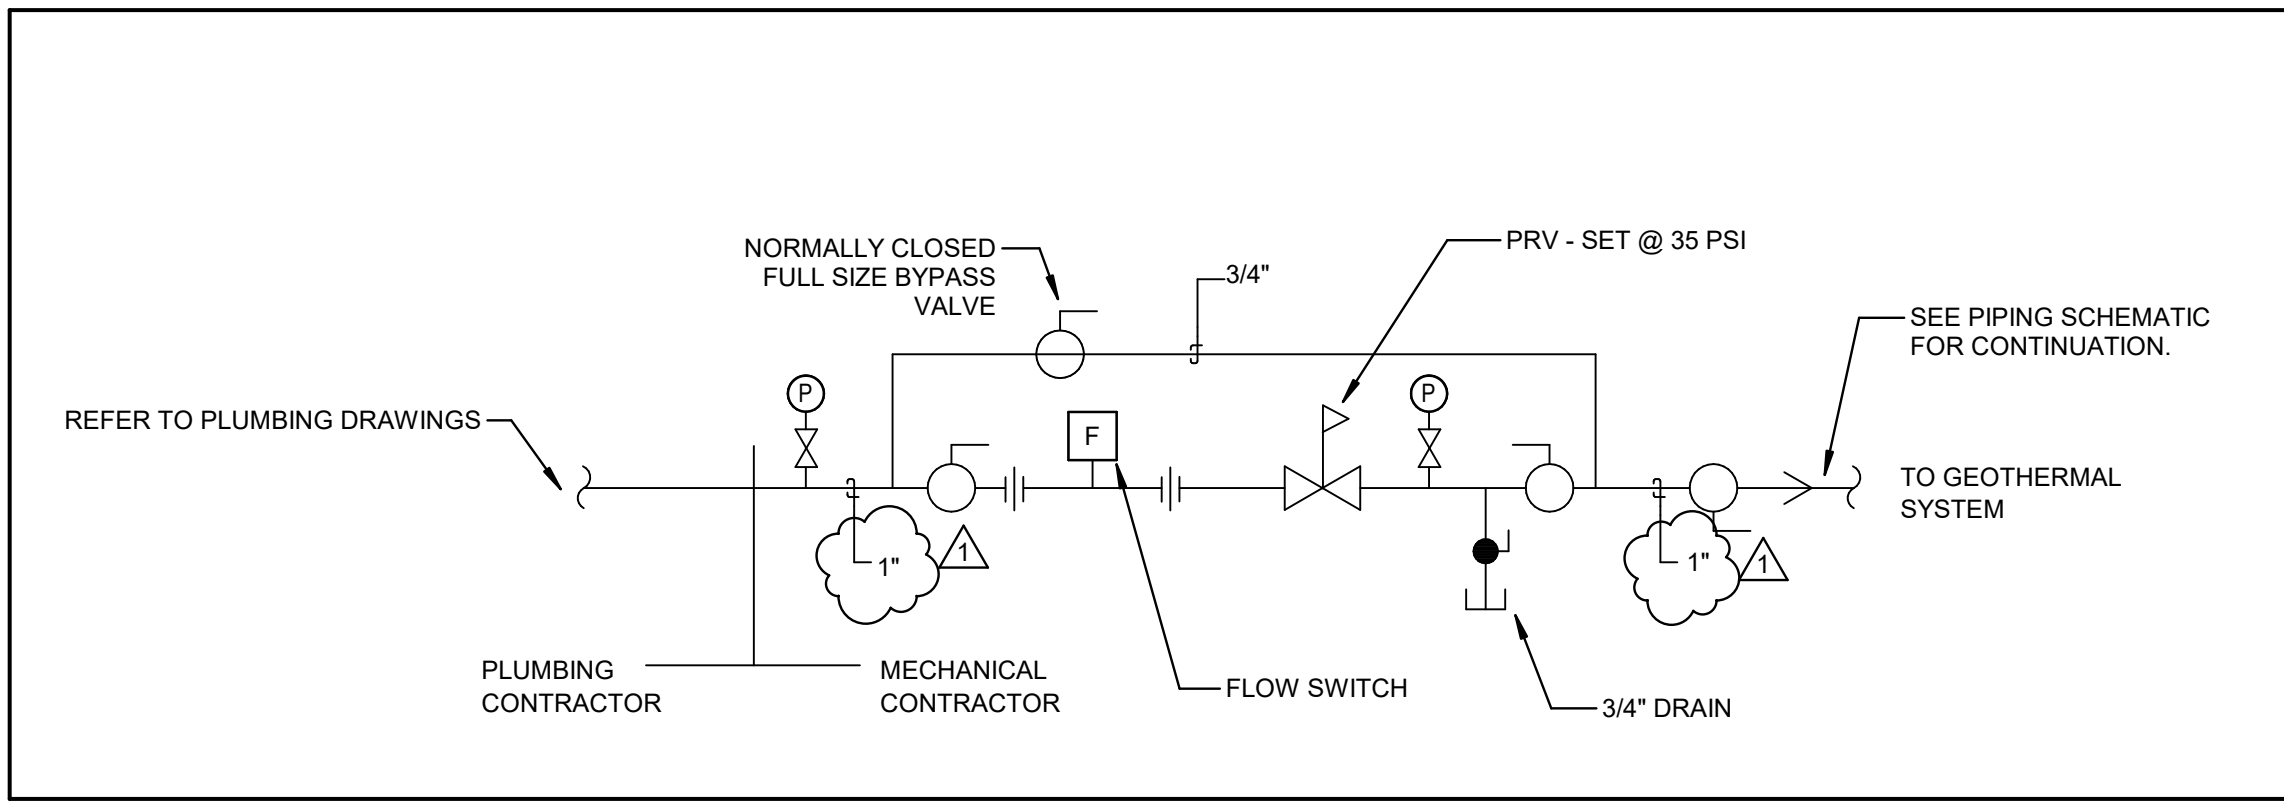 NORMALLY CLOSED
FULL SIZE BYPASS
VALVE
3/4"
PRV - SET @ 35 PSI
SEE PIPING SCHEMATIC
FOR CONTINUATION.
P
P
REFER TO PLUMBING DRAWINGS
F
TO GEOTHERMAL
SYSTEM
1"
1
1"
1
PLUMBING
CONTRACTOR
MECHANICAL
CONTRACTOR
FLOW SWITCH
3/4" DRAIN